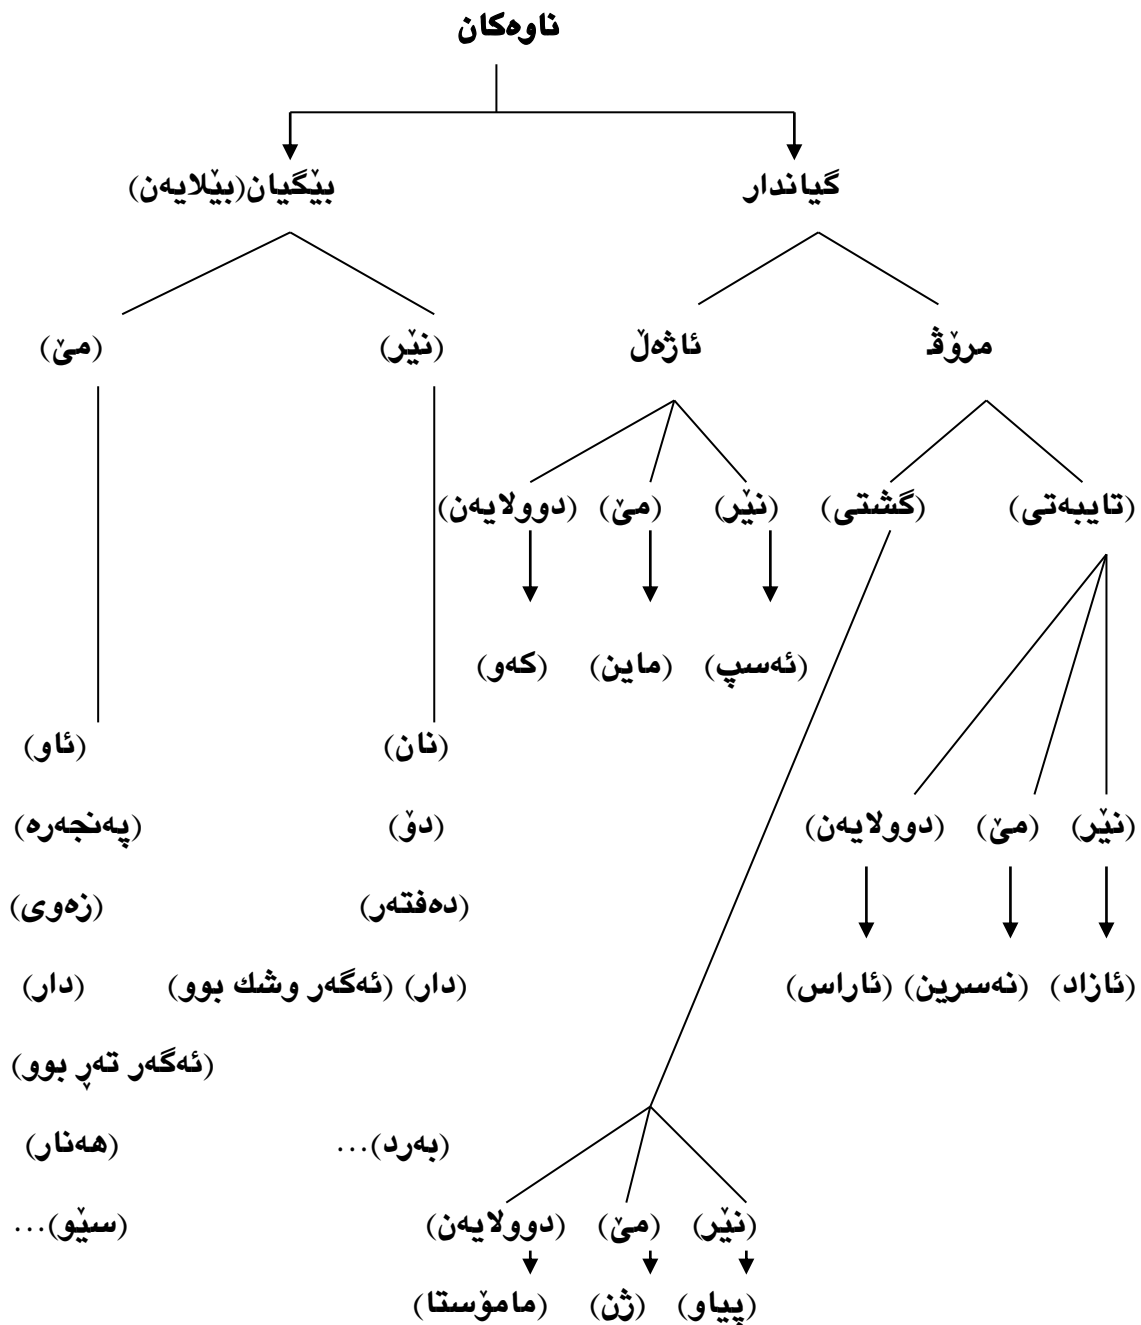 ناوەكان
گیاندار بێگیان(بێلایەن)
مرۆڤ ئاژەڵ (نێر) (مێ)
(تایبەتی) (گشتی) (نێر) (مێ) (دوولایەن)
(ئەسپ) (ماین) (كەو)
(نان) (ئاو)
(نێر) (مێ) (دوولایەن) (دۆ) (پەنجەرە)
(دەفتەر) (زەوی)
(ئازاد) (نەسرین) (ئاراس) (دار) (ئەگەر وشك بوو) (دار)
(ئەگەر تەڕ بوو)
(بەرد)... (هەنار)
(نێر) (مێ) (دوولایەن) (سێو)...
(پیاو) (ژن) (مامۆستا)